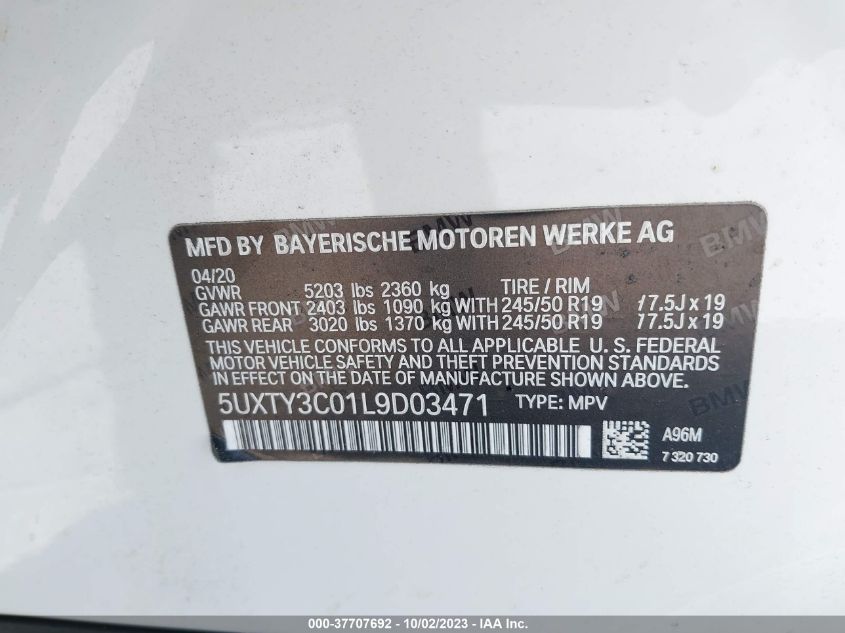 MFD BY BAYERISCHE MOTOREN WERKE AG
04/20
GVWR 5203 lbs 2360 kg TIRE / RIM
GAWR FRONT 2403 lbs 1090 kg WITH 245/50 R19 / 7.5J x 19
GAWR REAR 3020 lbs 1370 kg WITH 245/50 R19 / 7.5J x 19
THIS VEHICLE CONFORMS TO ALL APPLICABLE U. S. FEDERAL
MOTOR VEHICLE SAFETY AND THEFT PREVENTION STANDARDS
IN EFFECT ON THE DATE OF MANUFACTURE SHOWN ABOVE.
5UXTY3C01L9D03471 TYPE: MPV
A96M
7 320 730
000-37707692 - 10/02/2023 - IAA Inc.